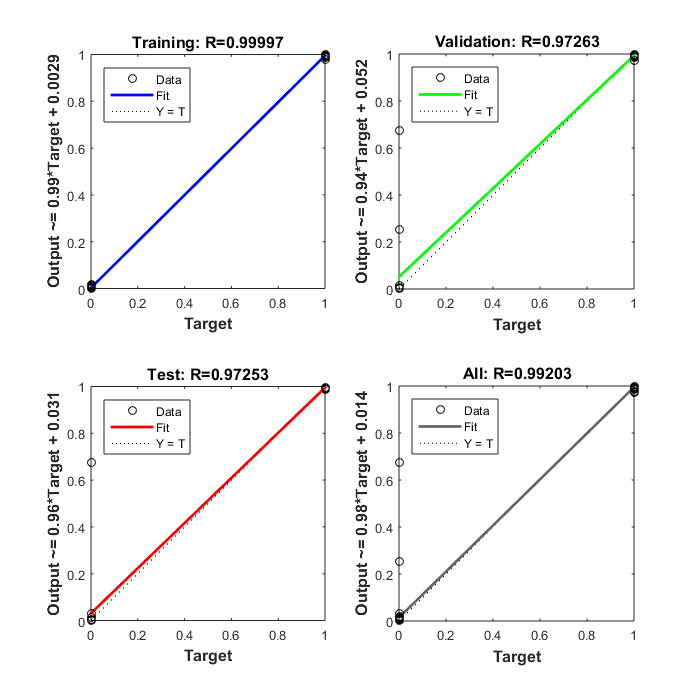 Training: R=0.99997
Output ~= 0.99*Target + 0.0029
1
0.8
0.6
0.4
0.2
0
Data
Fit
Y = T
0 0.2 0.4 0.6 0.8 1
Target
Validation: R=0.97263
Output ~= 0.94*Target + 0.052
1
0.8
0.6
0.4
0.2
0
Data
Fit
Y = T
0 0.2 0.4 0.6 0.8 1
Target
Test: R=0.97253
Output ~= 0.96*Target + 0.031
1
0.8
0.6
0.4
0.2
0
Data
Fit
Y = T
0 0.2 0.4 0.6 0.8 1
Target
All: R=0.99203
Output ~= 0.98*Target + 0.014
1
0.8
0.6
0.4
0.2
0
Data
Fit
Y = T
0 0.2 0.4 0.6 0.8 1
Target